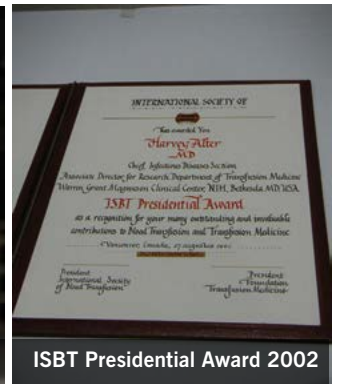 INTERNATIONAL SOCIETY OF
has awarded You
Harvey Alter
MD
Chief, Infectious Diseases Section
Associate Director for Research, Department of Transfusion Medicine
Warren Grant Magnuson Clinical Center, NIH, Bethesda MD/USA
ISBT Presidential Award
as a recognition for your many outstanding and invaluable
contributions to Blood Transfusion and Transfusion Medicine
Vancouver, Canada,
President
International Society
of Blood Transfusion
President
Foundation
Transfusion Medicine
ISBT Presidential Award 2002